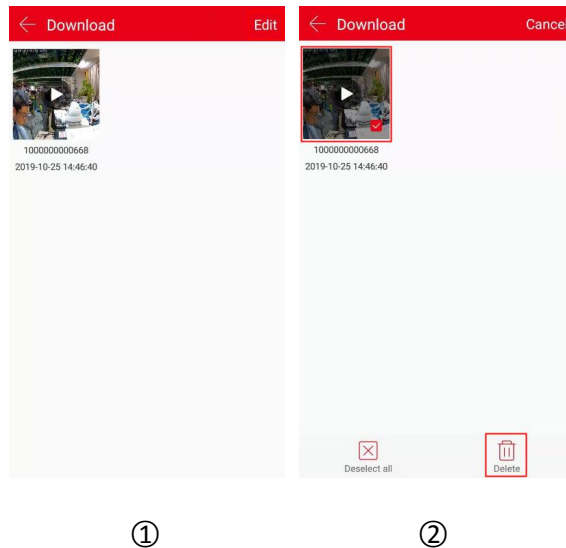 Download
Edit
1000000000668
2019-10-25 14:46:40
Download
Cancel
1000000000668
2019-10-25 14:46:40
Deselect all
Delete
①
②